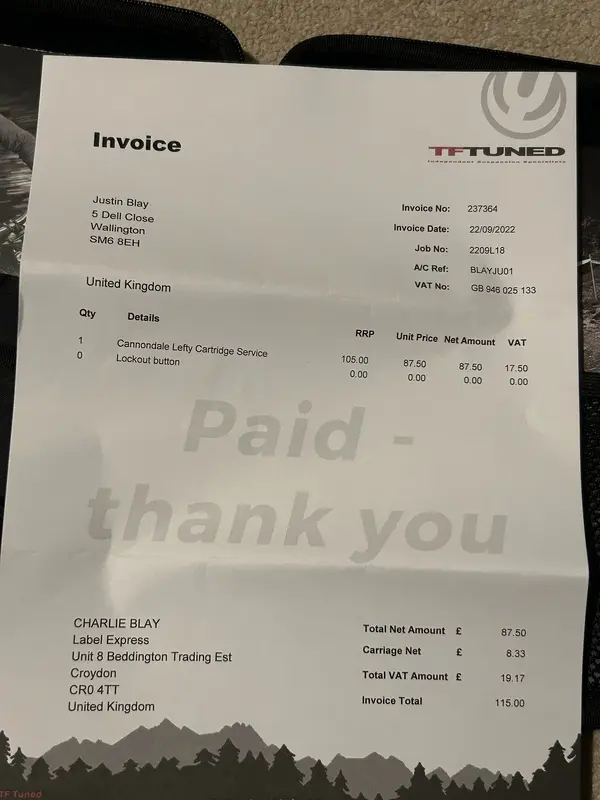 Invoice
TFTUNED
Independent Suspension Specialists
Justin Blay
5 Dell Close
Wallington
SM6 8EH
United Kingdom
Invoice No: 237364
Invoice Date: 22/09/2022
Job No: 2209L18
A/C Ref: BLAYJU01
VAT No: GB 946 025 133
Qty Details RRP Unit Price Net Amount VAT
1 Cannondale Lefty Cartridge Service 105.00 87.50 87.50 17.50
0 Lockout button 0.00 0.00 0.00 0.00
Paid -
thank you
CHARLIE BLAY
Label Express
Unit 8 Beddington Trading Est
Croydon
CR0 4TT
United Kingdom
Total Net Amount £ 87.50
Carriage Net £ 8.33
Total VAT Amount £ 19.17
Invoice Total 115.00
TF Tuned